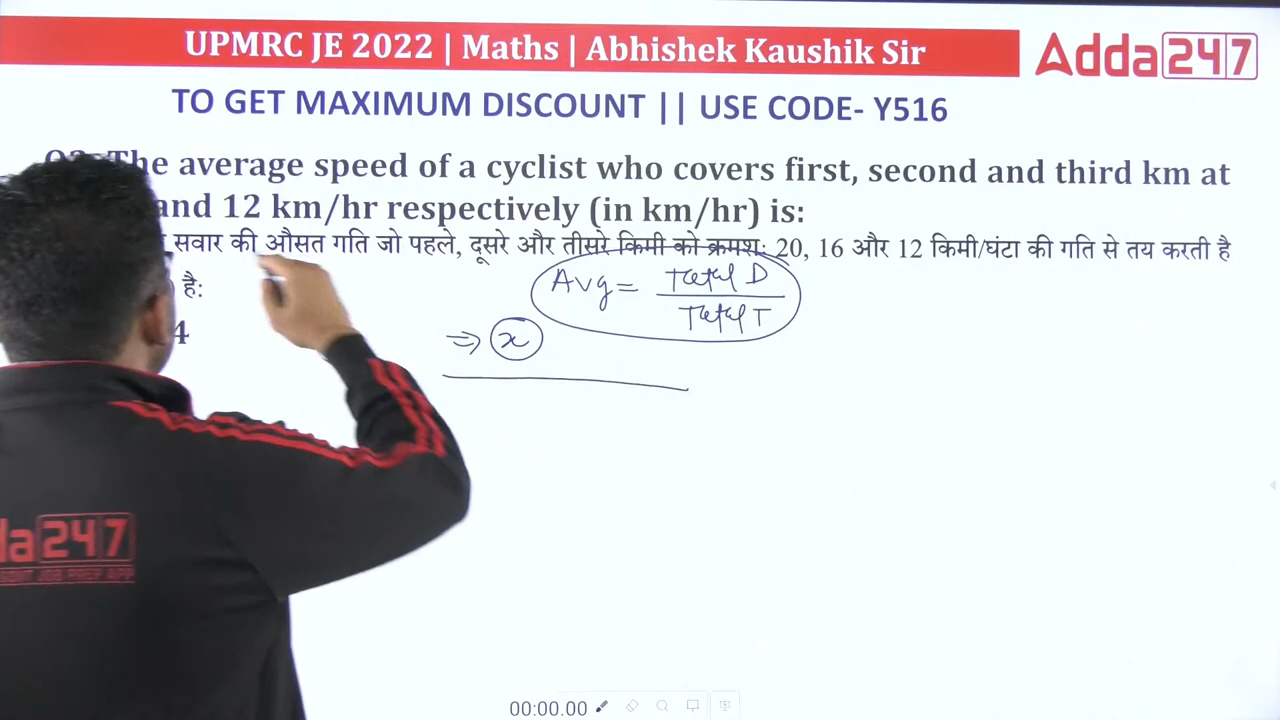 UPMRC JE 2022 | Maths | Abhishek Kaushik Sir
Adda247
TO GET MAXIMUM DISCOUNT || USE CODE- Y516
The average speed of a cyclist who covers first, second and third km at
and 12 km/hr respectively (in km/hr) is:
सवार की औसत गति जो पहले, दूसरे और तीसरे किमी को क्रमशः 20, 16 और 12 किमी/घंटा की गति से तय करती है
) है:
4
Avg = Total D
Total T
⇒ x
247
00:00.00